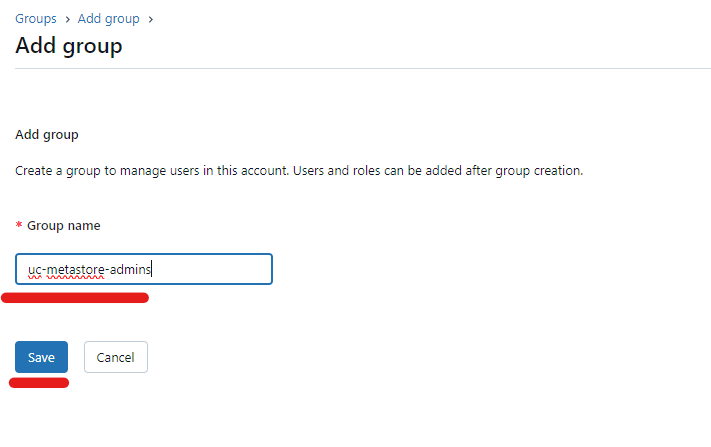 Groups › Add group ›
Add group
Add group
Create a group to manage users in this account. Users and roles can be added after group creation.
* Group name
uc-metastore-admins
Save Cancel